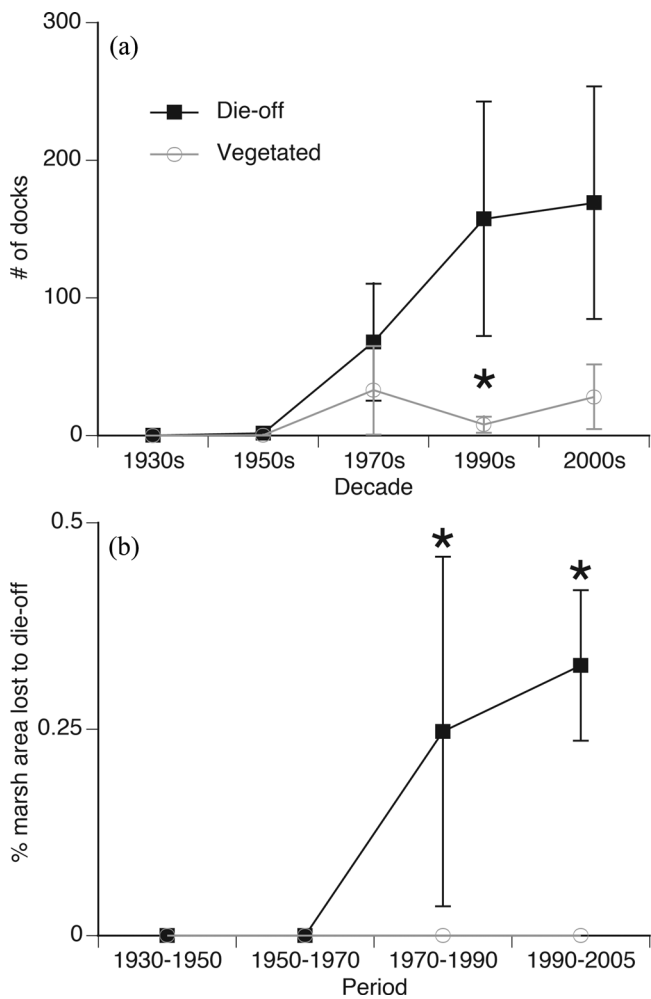 300
(a)
Die-off
Vegetated
200
# of docks
100
*
0
1930s 1950s 1970s 1990s 2000s
Decade
0.5
(b)
*
*
% marsh area lost to die-off
0.25
0
1930-1950 1950-1970 1970-1990 1990-2005
Period